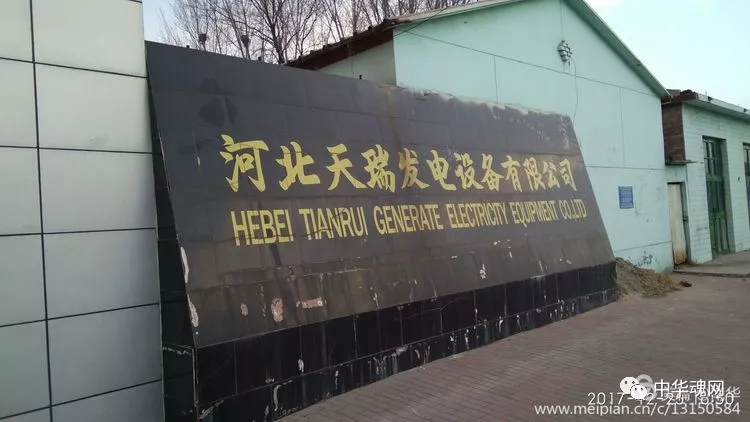 河北天瑞发电设备有限公司
HEBEI TIANRUI GENERATE ELECTRICITY EQUIPMENT CO.LTD
中华魂网
www.meipian.cn/c/13150584